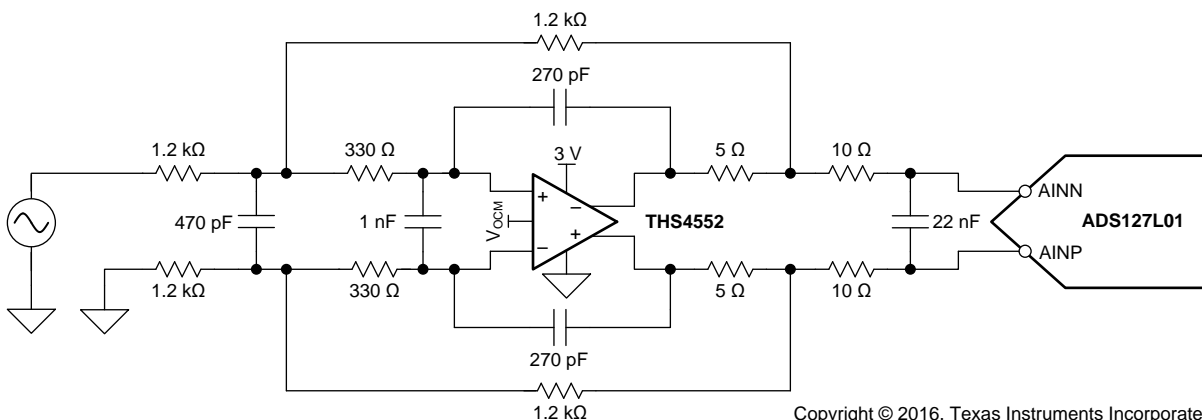 1.2 kΩ
270 pF
1.2 kΩ
330 Ω
3 V
5 Ω
10 Ω
470 pF
1 nF
VOCM
+
−
−
+
THS4552
22 nF
AINN
ADS127L01
AINP
1.2 kΩ
330 Ω
5 Ω
10 Ω
270 pF
1.2 kΩ
Copyright © 2016, Texas Instruments Incorporate